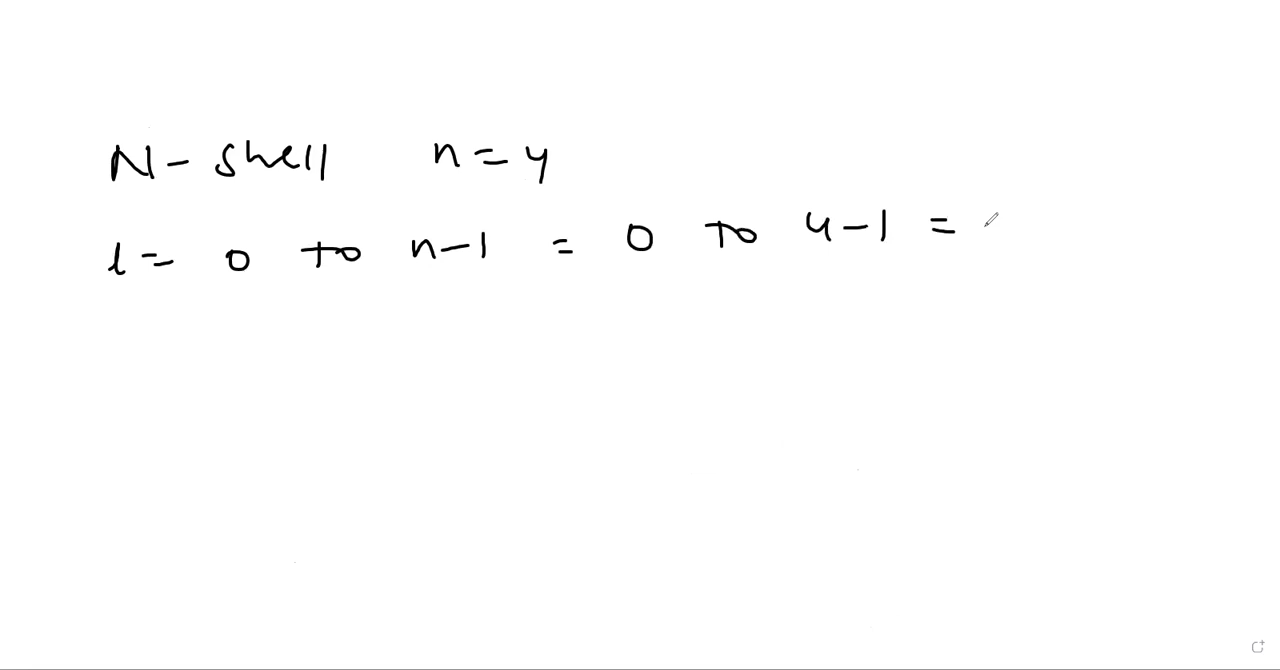 N - shell n = 4
l = 0 to n-1 = 0 to 4-1 =